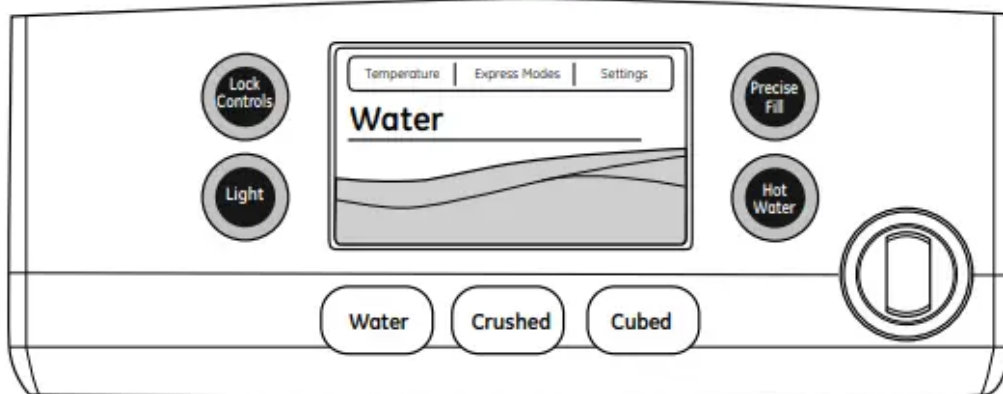 Lock
Controls
Temperature | Express Modes | Settings
Precise
Fill
Water
Light
Hot
Water
Water
Crushed
Cubed